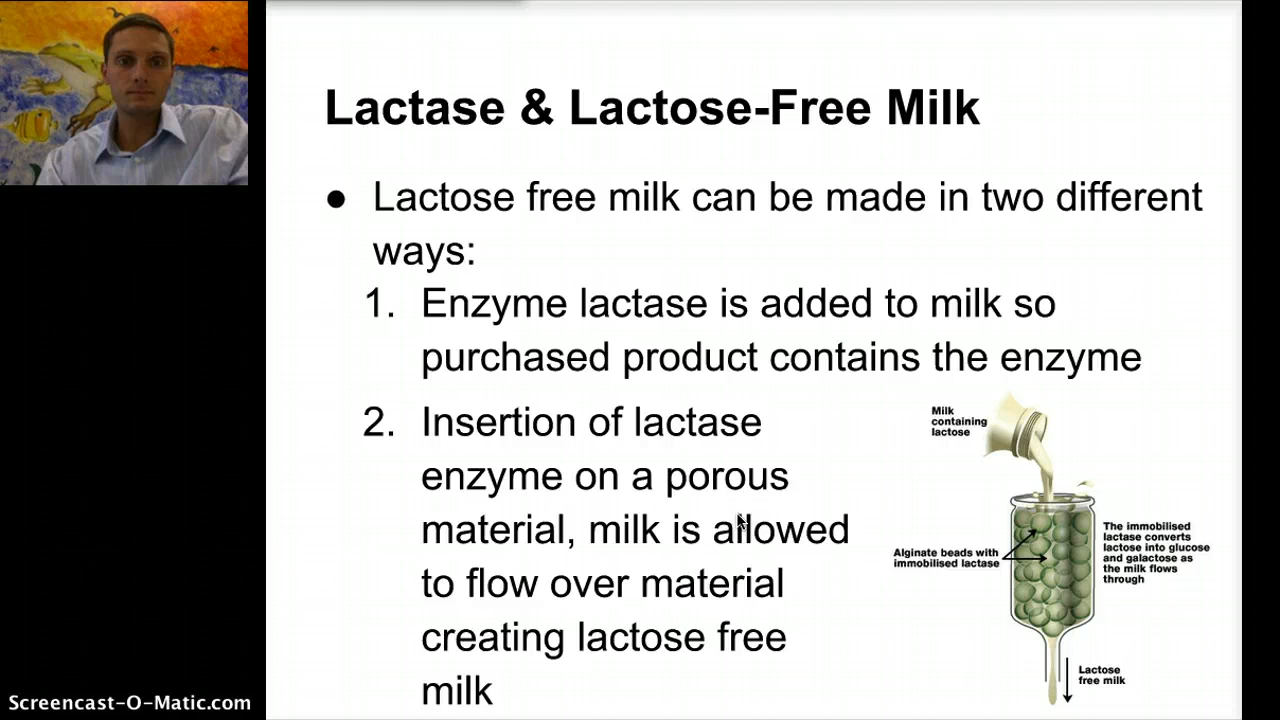 Lactase & Lactose-Free Milk
● Lactose free milk can be made in two different
ways:
1. Enzyme lactase is added to milk so
purchased product contains the enzyme
2. Insertion of lactase
enzyme on a porous
material, milk is allowed
to flow over material
creating lactose free
milk
Milk
containing
lactose
Alginate beads with
immobilised lactase
The immobilised
lactase converts
lactose into glucose
and galactose as
the milk flows
through
Lactose
free milk
Screencast-O-Matic.com